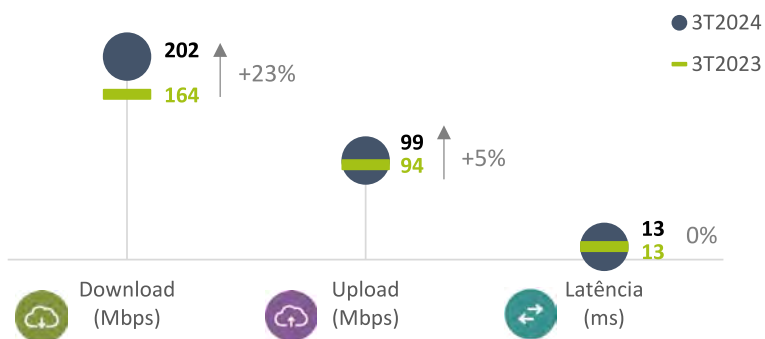 3T2024
3T2023
202
164
+23%
99
94
+5%
13
13
0%
Download
(Mbps)
Upload
(Mbps)
Latência
(ms)